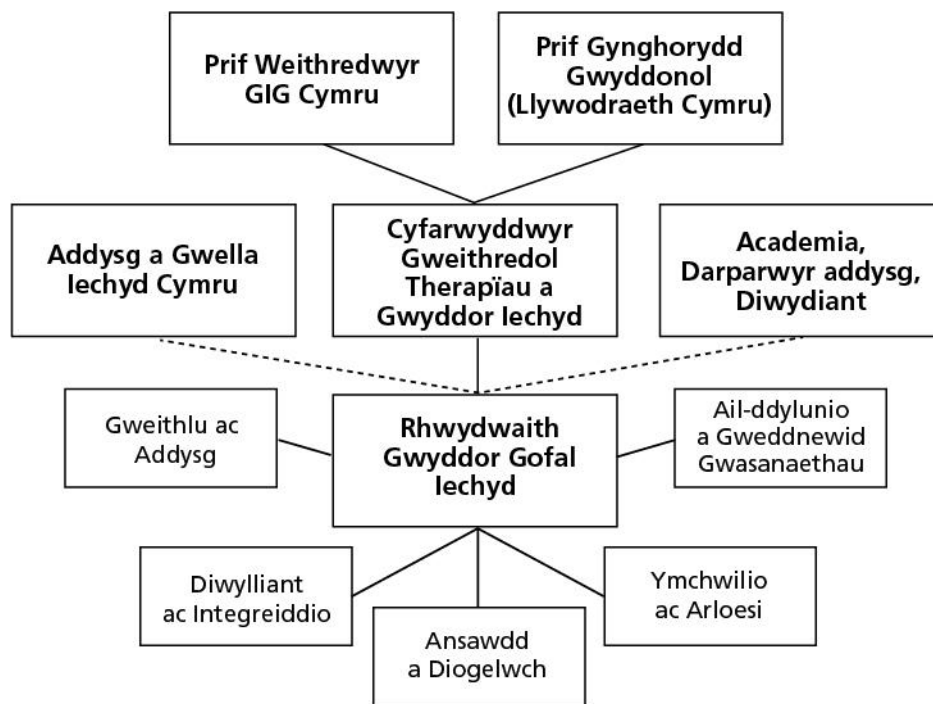 Prif Weithredwyr
GIG Cymru
Prif Gynghorydd
Gwyddonol
(Llywodraeth Cymru)
Addysg a Gwella
Iechyd Cymru
Cyfarwyddwyr
Gweithredol
Therapïau a
Gwyddor Iechyd
Academia,
Darparwyr addysg,
Diwydiant
Gweithlu ac
Addysg
Rhwydwaith
Gwyddor Gofal
Iechyd
Ail-ddylunio
a Gweddnewid
Gwasanaethau
Diwylliant
ac Integreiddio
Ansawdd
a Diogelwch
Ymchwilio
ac Arloesi